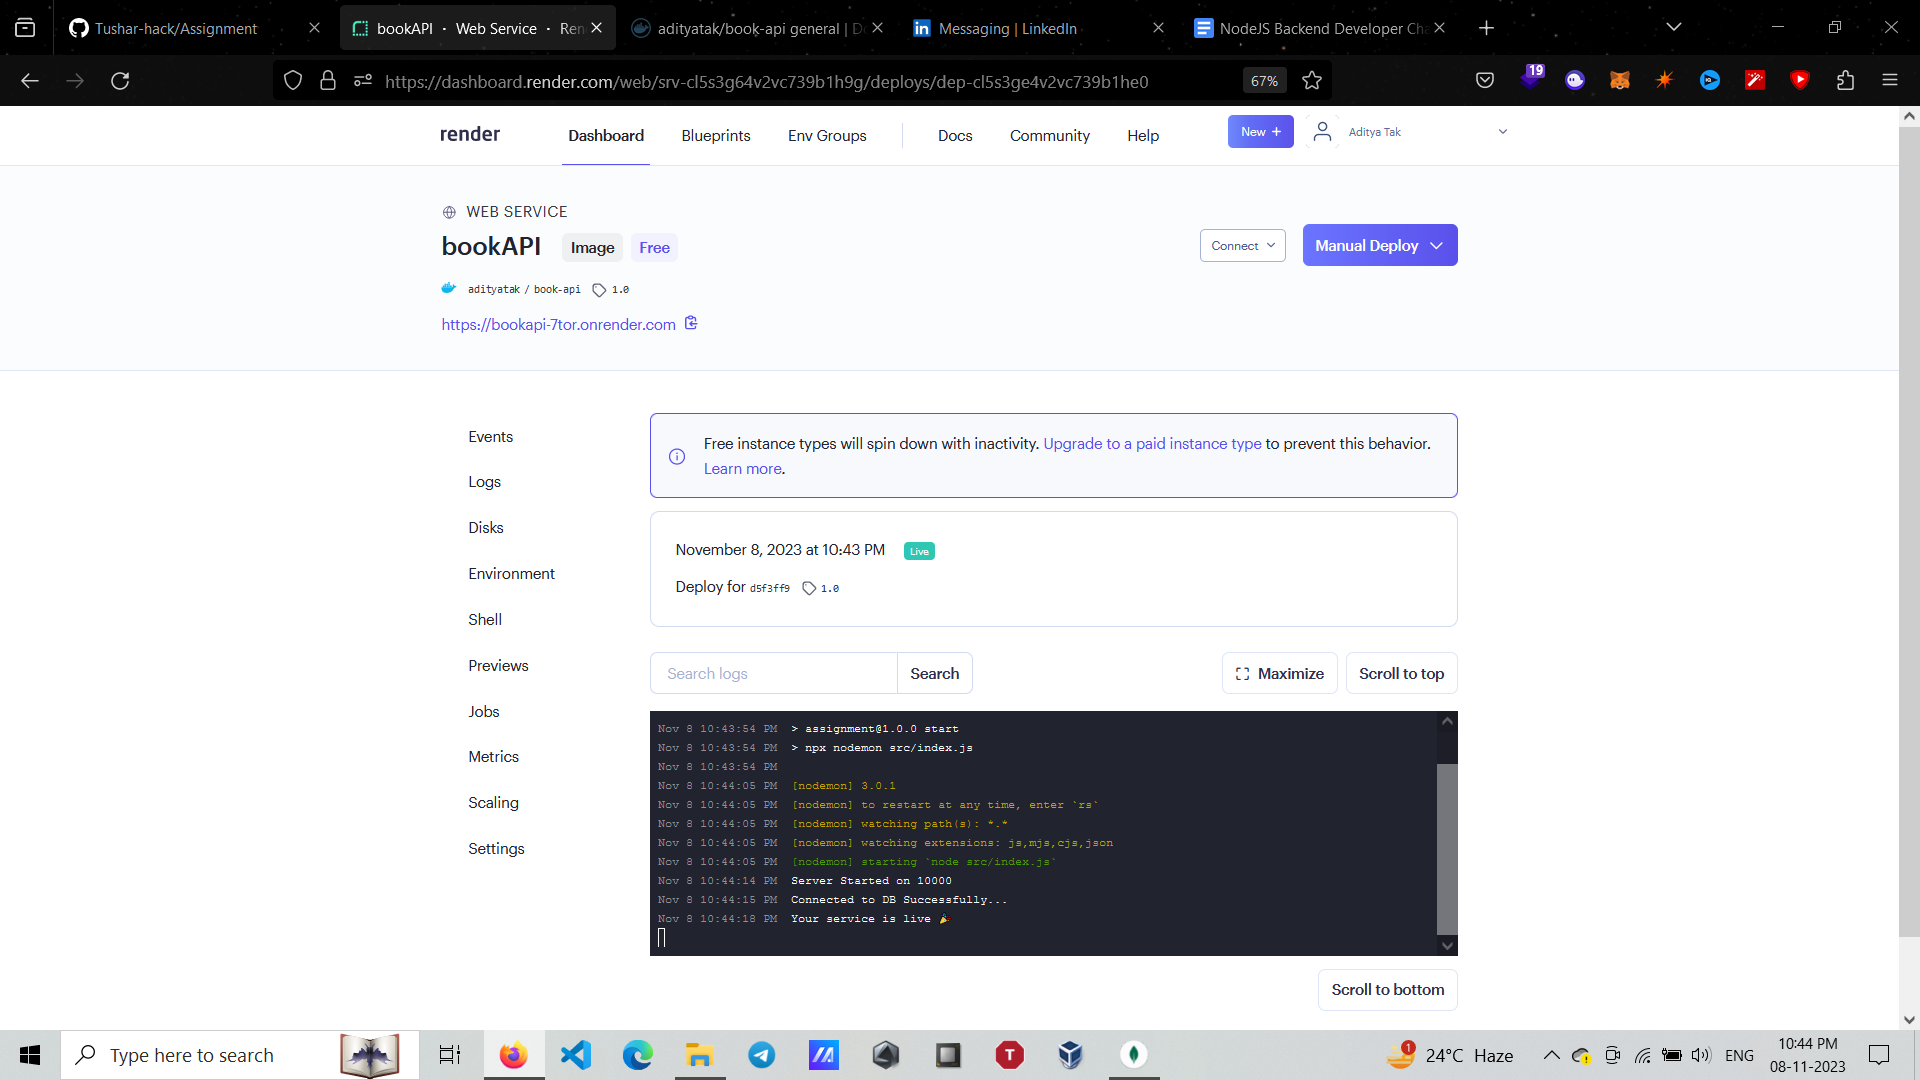 Tushar-hack/Assignment
bookAPI · Web Service · Ren
adityatak/book-api general | Do
Messaging | LinkedIn
NodeJS Backend Developer Cha
https://dashboard.render.com/web/srv-cl5s3g64v2vc739b1h9g/deploys/dep-cl5s3ge4v2vc739b1he0
67%
19
render
Dashboard
Blueprints
Env Groups
Docs
Community
Help
New +
Aditya Tak
WEB SERVICE
bookAPI
Image
Free
Connect
Manual Deploy
adityatak / book-api 1.0
https://bookapi-7tor.onrender.com
Events
Logs
Disks
Environment
Shell
Previews
Jobs
Metrics
Scaling
Settings
Free instance types will spin down with inactivity. Upgrade to a paid instance type to prevent this behavior.
Learn more.
November 8, 2023 at 10:43 PM Live
Deploy for d5f3ff9 1.0
Search logs
Search
Maximize
Scroll to top
Nov 8 10:43:54 PM > assignment@1.0.0 start
Nov 8 10:43:54 PM > npx nodemon src/index.js
Nov 8 10:43:54 PM
Nov 8 10:44:05 PM [nodemon] 3.0.1
Nov 8 10:44:05 PM [nodemon] to restart at any time, enter `rs`
Nov 8 10:44:05 PM [nodemon] watching path(s): *.*
Nov 8 10:44:05 PM [nodemon] watching extensions: js,mjs,cjs,json
Nov 8 10:44:05 PM [nodemon] starting `node src/index.js`
Nov 8 10:44:14 PM Server Started on 10000
Nov 8 10:44:15 PM Connected to DB Successfully...
Nov 8 10:44:18 PM Your service is live 🎉
Scroll to bottom
Type here to search
1
24°C Haze
ENG
10:44 PM
08-11-2023